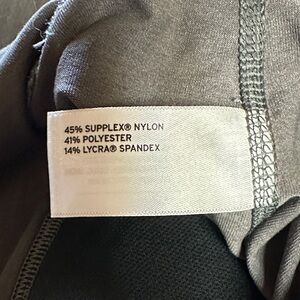 45% SUPPLEX® NYLON
41% POLYESTER
14% LYCRA® SPANDEX